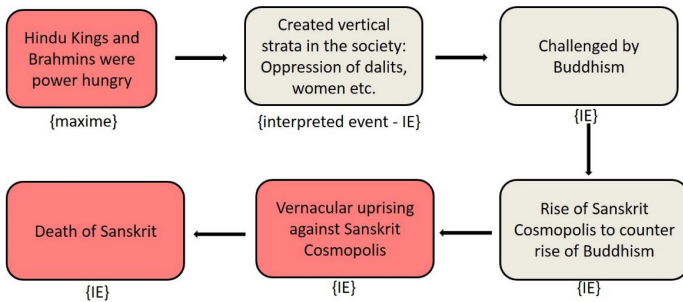 Hindu Kings and
Brahmins were
power hungry
{maxime}
Created vertical
strata in the society:
Oppression of dalits,
women etc.
{interpreted event - IE}
Challenged by
Buddhism
{IE}
Rise of Sanskrit
Cosmopolis to counter
rise of Buddhism
{IE}
Vernacular uprising
against Sanskrit
Cosmopolis
{IE}
Death of Sanskrit
{IE}